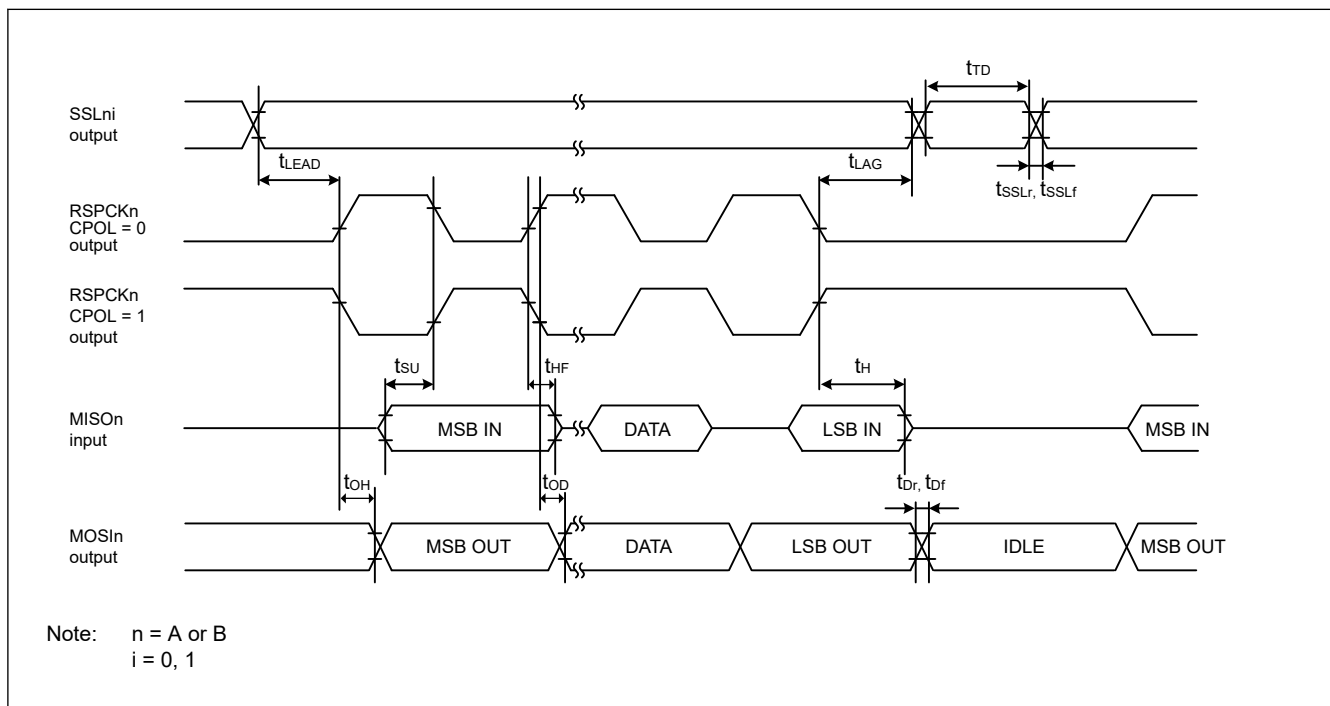 tTD
SSLni
output
tLEAD
tLAG
tSSLr, tSSLf
RSPCKn
CPOL = 0
output
RSPCKn
CPOL = 1
output
tSU
tHF
tH
MISOn
input
MSB IN
DATA
LSB IN
MSB IN
tOH
tOD
tDr, tDf
MOSIn
output
MSB OUT
DATA
LSB OUT
IDLE
MSB OUT
Note: n = A or B
i = 0, 1